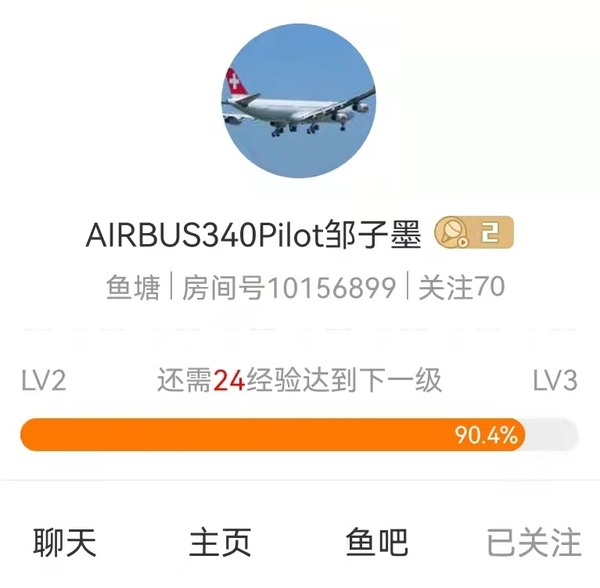 AIRBUS340Pilot邹子墨 2
鱼塘|房间号10156899|关注70
LV2 还需24经验达到下一级 LV3
90.4%
聊天 主页 鱼吧 已关注